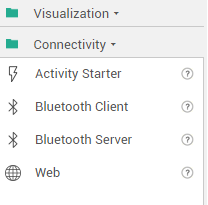 Visualization
Connectivity
Activity Starter
Bluetooth Client
Bluetooth Server
Web